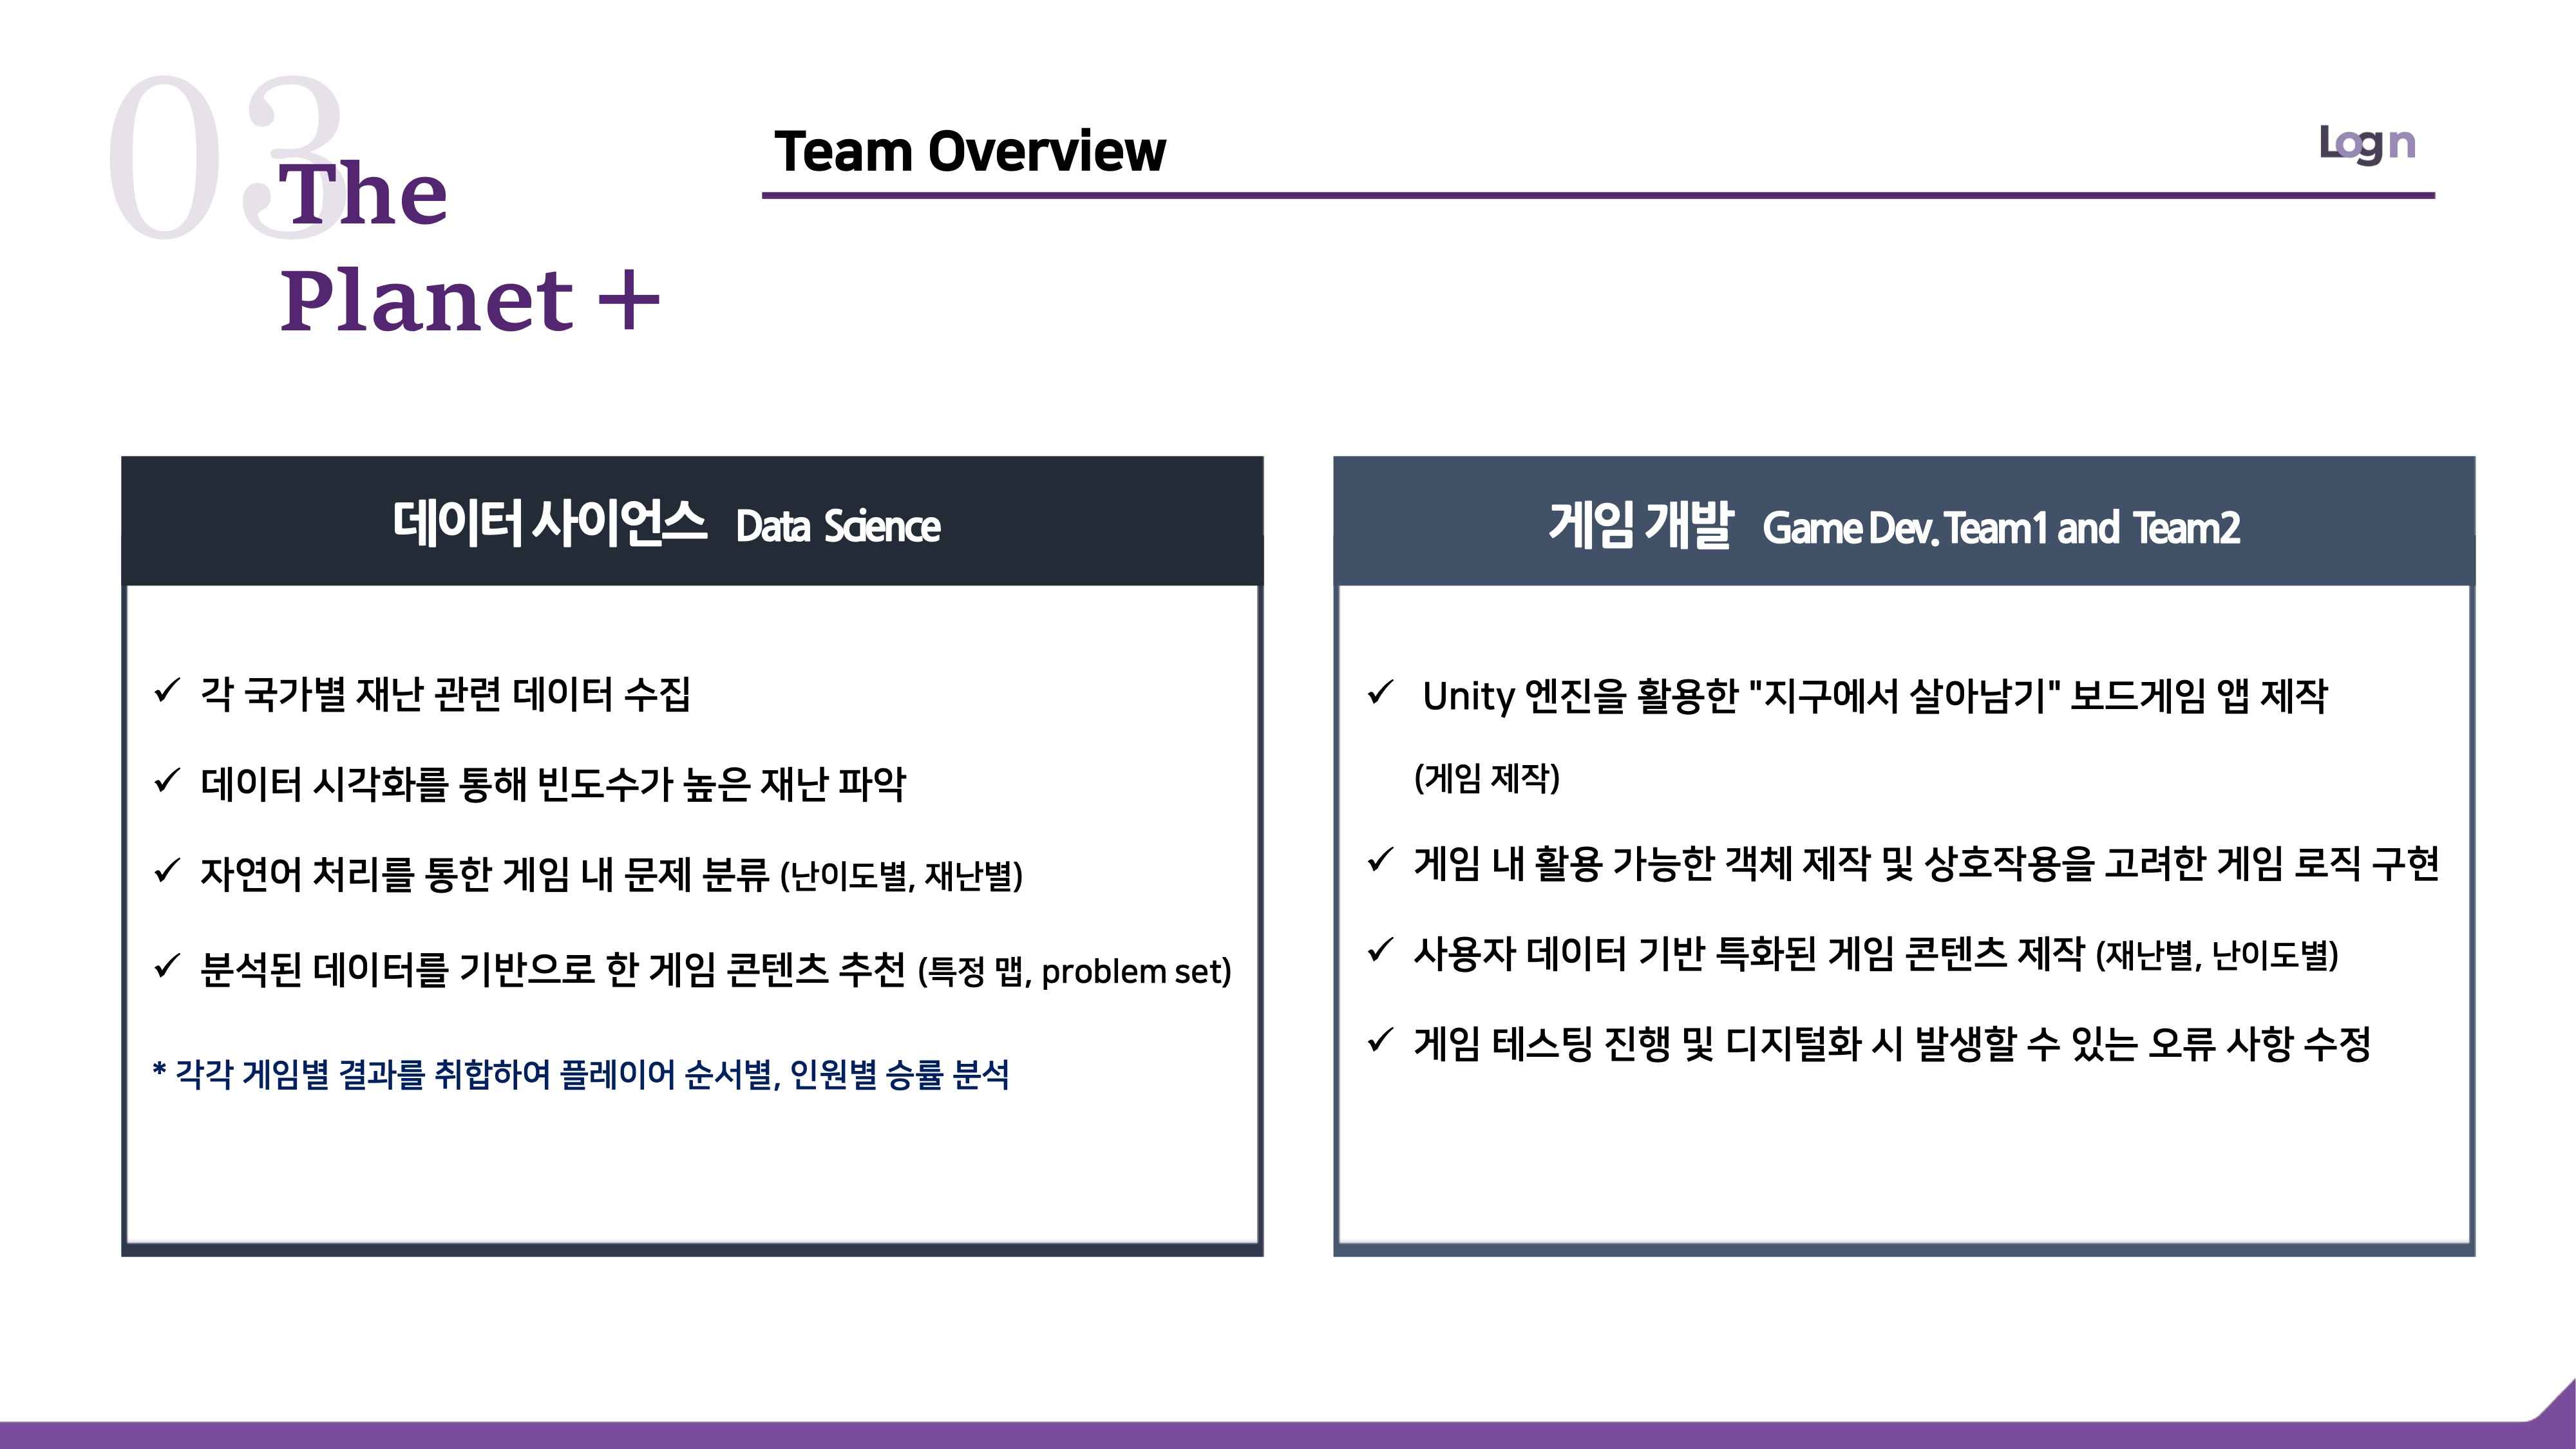 03
The
Planet +
Team Overview
Logn
데이터 사이언스 Data Science
✓ 각 국가별 재난 관련 데이터 수집
✓ 데이터 시각화를 통해 빈도수가 높은 재난 파악
✓ 자연어 처리를 통한 게임 내 문제 분류 (난이도별, 재난별)
✓ 분석된 데이터를 기반으로 한 게임 콘텐츠 추천 (특정 맵, problem set)
* 각각 게임별 결과를 취합하여 플레이어 순서별, 인원별 승률 분석
게임 개발 Game Dev. Team1 and Team2
✓ Unity 엔진을 활용한 "지구에서 살아남기" 보드게임 앱 제작
(게임 제작)
✓ 게임 내 활용 가능한 객체 제작 및 상호작용을 고려한 게임 로직 구현
✓ 사용자 데이터 기반 특화된 게임 콘텐츠 제작 (재난별, 난이도별)
✓ 게임 테스팅 진행 및 디지털화 시 발생할 수 있는 오류 사항 수정